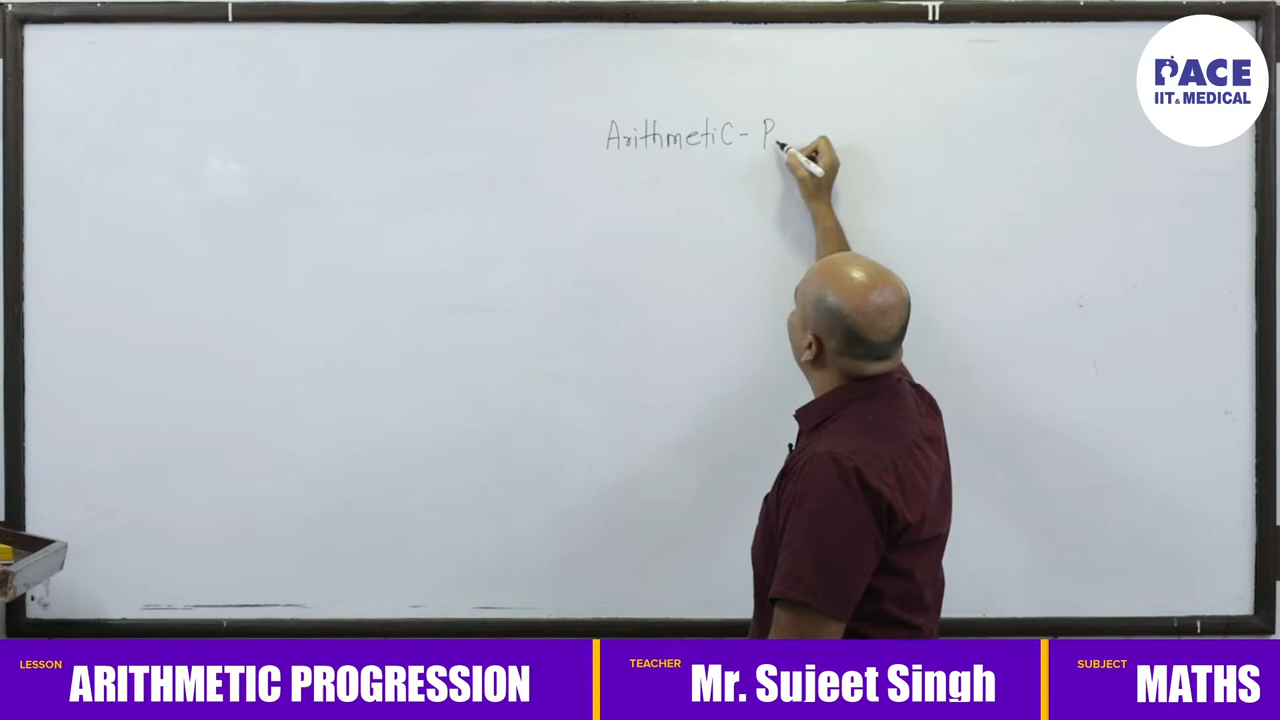 PACE
IIT & MEDICAL
ArithmetiC - P
LESSON ARITHMETIC PROGRESSION
TEACHER Mr. Sujeet Singh
SUBJECT MATHS